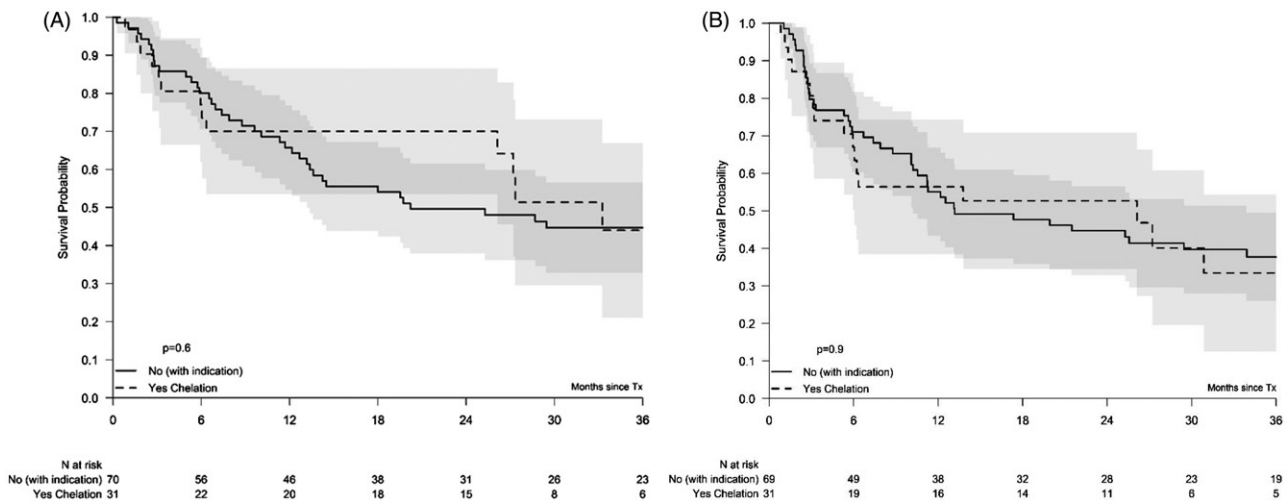 (A)
1.0
0.9
0.8
0.7
0.6
0.5
0.4
0.3
0.2
0.1
0.0
Survival Probability
p=0.6
No (with indication)
Yes Chelation
Months since Tx
0 6 12 18 24 30 36
N at risk
No (with indication) 70 56 46 38 31 26 23
Yes Chelation 31 22 20 18 15 8 6
(B)
1.0
0.9
0.8
0.7
0.6
0.5
0.4
0.3
0.2
0.1
0.0
Survival Probability
p=0.9
No (with indication)
Yes Chelation
Months since Tx
0 6 12 18 24 30 36
N at risk
No (with indication) 69 49 38 32 28 23 19
Yes Chelation 31 19 16 14 11 6 5